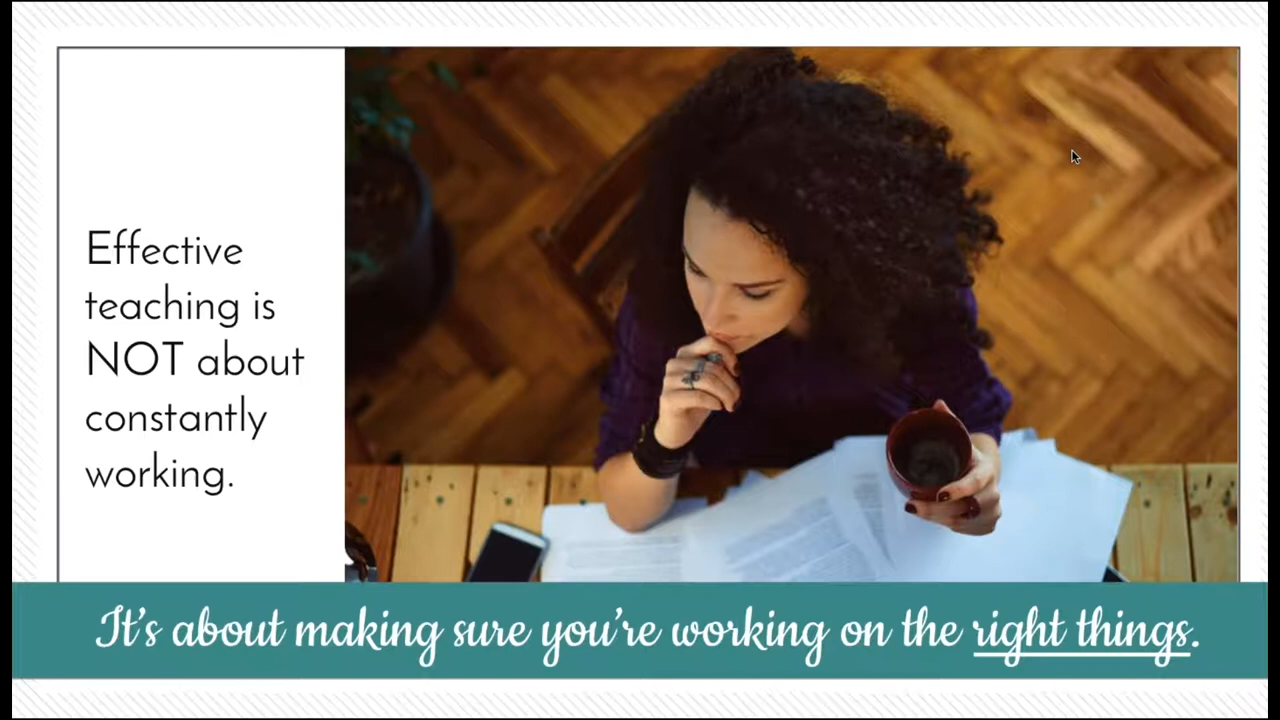 Effective
teaching is
NOT about
constantly
working.
It's about making sure you're working on the right things.